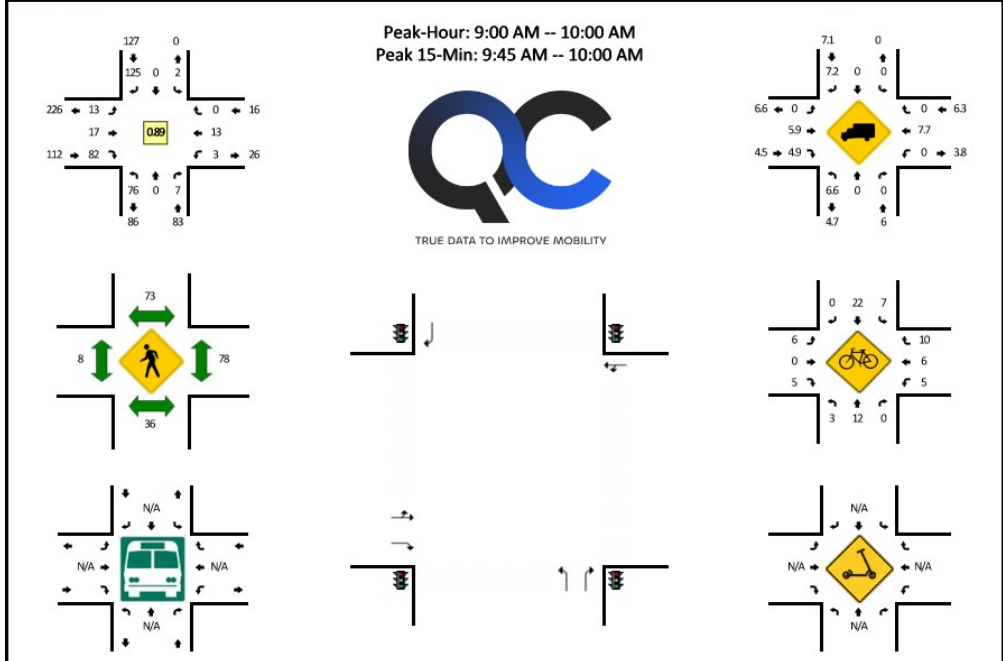 Peak-Hour: 9:00 AM -- 10:00 AM
Peak 15-Min: 9:45 AM -- 10:00 AM
127 0
125 0 2
226 13 0 16
17 0.89 13
112 82 3 26
76 0 7
86 83
7.1 0
7.2 0 0
6.6 0 0 6.3
5.9 7.7
4.5 4.9 0 3.8
6.6 0 0
4.7 6
QC
TRUE DATA TO IMPROVE MOBILITY
73
8 78
36
0 22 7
6 10
0 6
5 5
3 12 0
N/A
N/A N/A
N/A
N/A
N/A N/A
N/A